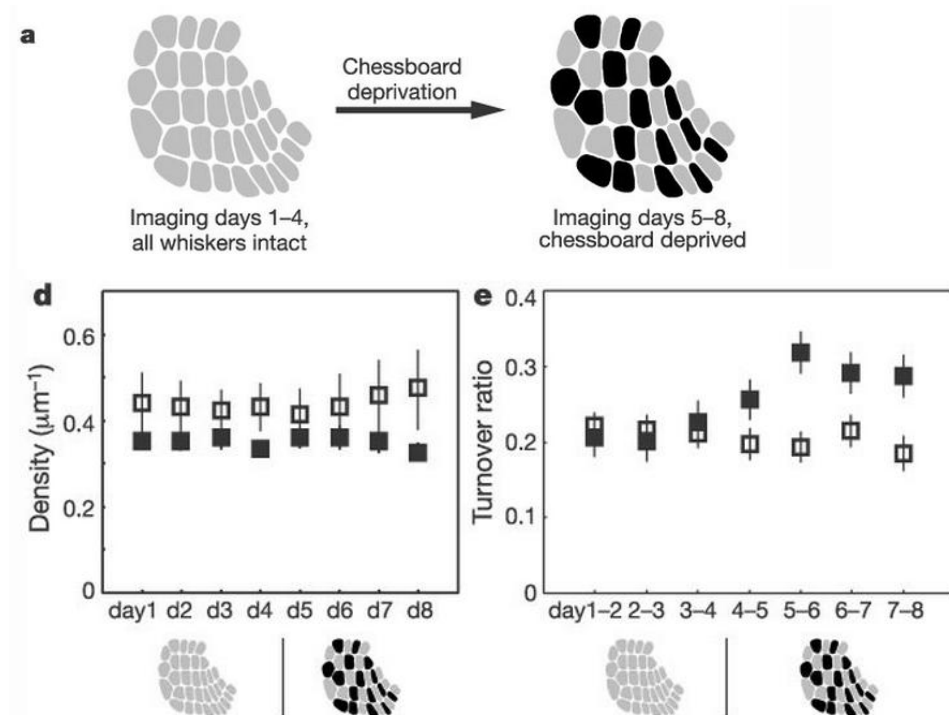 a
Chessboard
deprivation
Imaging days 1–4,
all whiskers intact
Imaging days 5–8,
chessboard deprived
d
Density (μm⁻¹)
0.6
0.4
0.2
0
day1 d2 d3 d4 d5 d6 d7 d8
e
Turnover ratio
0.4
0.3
0.2
0.1
0
day1–2 2–3 3–4 4–5 5–6 6–7 7–8